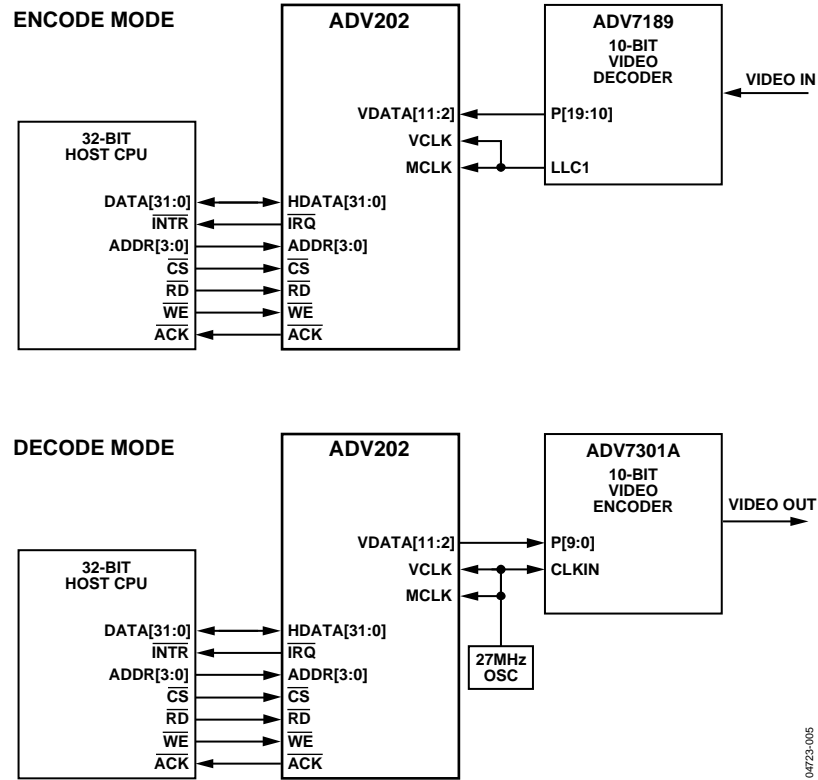 ENCODE MODE
ADV202
ADV7189
10-BIT
VIDEO
DECODER
VIDEO IN
VDATA[11:2]
P[19:10]
VCLK
MCLK
LLC1
32-BIT
HOST CPU
DATA[31:0]
HDATA[31:0]
INTR
IRQ
ADDR[3:0]
ADDR[3:0]
CS
CS
RD
RD
WE
WE
ACK
ACK
DECODE MODE
ADV202
ADV7301A
10-BIT
VIDEO
ENCODER
VIDEO OUT
VDATA[11:2]
P[9:0]
VCLK
CLKIN
MCLK
32-BIT
HOST CPU
DATA[31:0]
HDATA[31:0]
INTR
IRQ
ADDR[3:0]
ADDR[3:0]
CS
CS
RD
RD
WE
WE
ACK
ACK
27MHz
OSC
04723-005